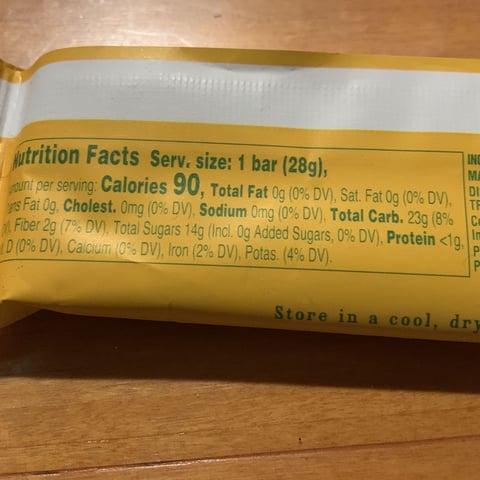 Nutrition Facts Serv. size: 1 bar (28g),
amount per serving: Calories 90, Total Fat 0g (0% DV), Sat. Fat 0g (0% DV),
Trans Fat 0g, Cholest. 0mg (0% DV), Sodium 0mg (0% DV), Total Carb. 23g (8%
DV), Fiber 2g (7% DV), Total Sugars 14g (Incl. 0g Added Sugars, 0% DV), Protein <1g,
D (0% DV), Calcium (0% DV), Iron (2% DV), Potas. (4% DV).
Store in a cool, dry